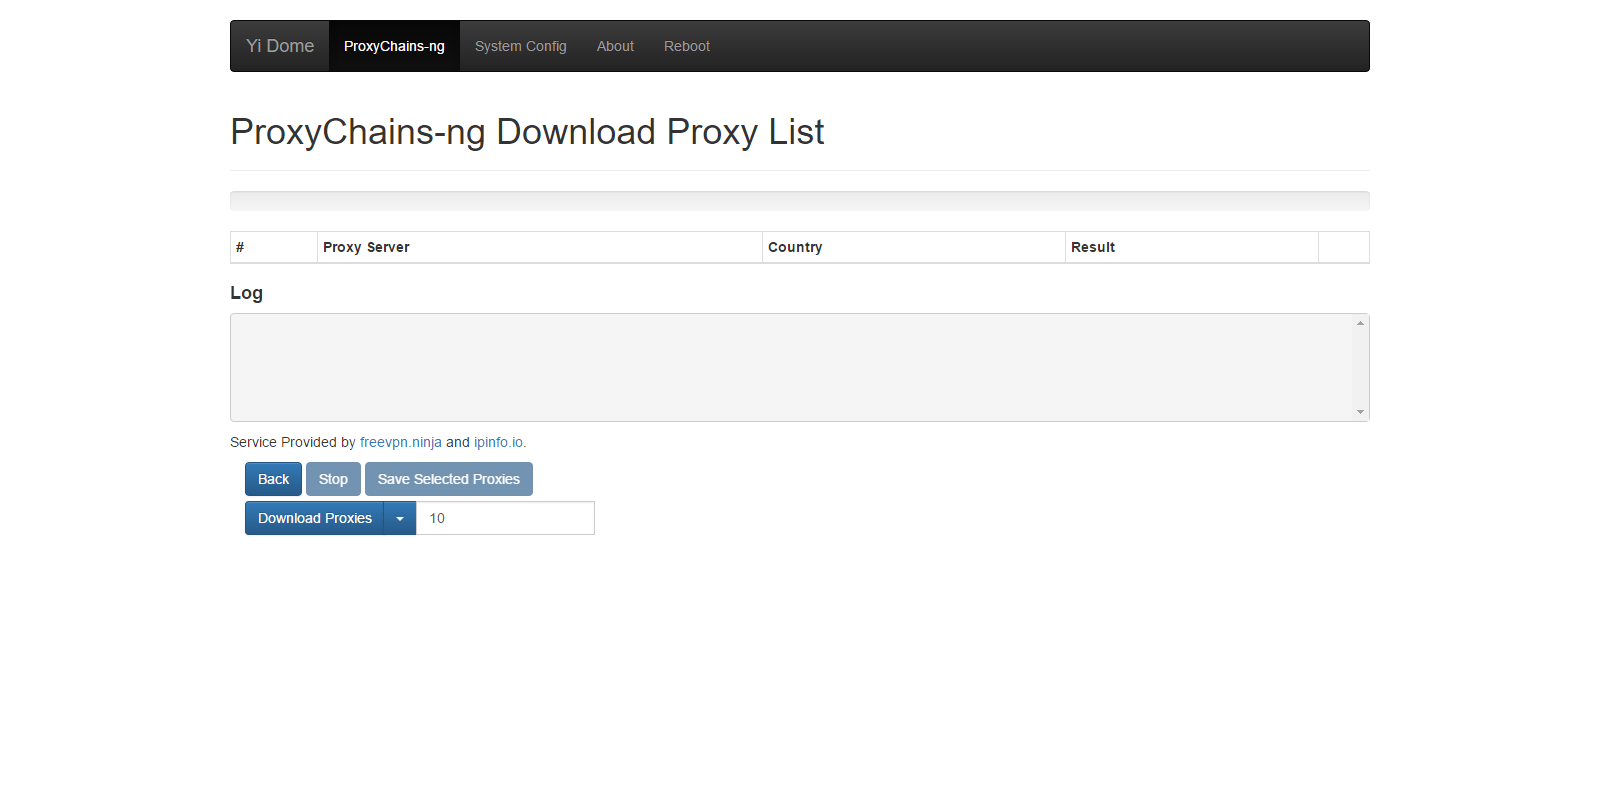 Yi Dome ProxyChains-ng System Config About Reboot
ProxyChains-ng Download Proxy List
# Proxy Server Country Result
Log
Service Provided by freevpn.ninja and ipinfo.io.
Back Stop Save Selected Proxies
Download Proxies 10